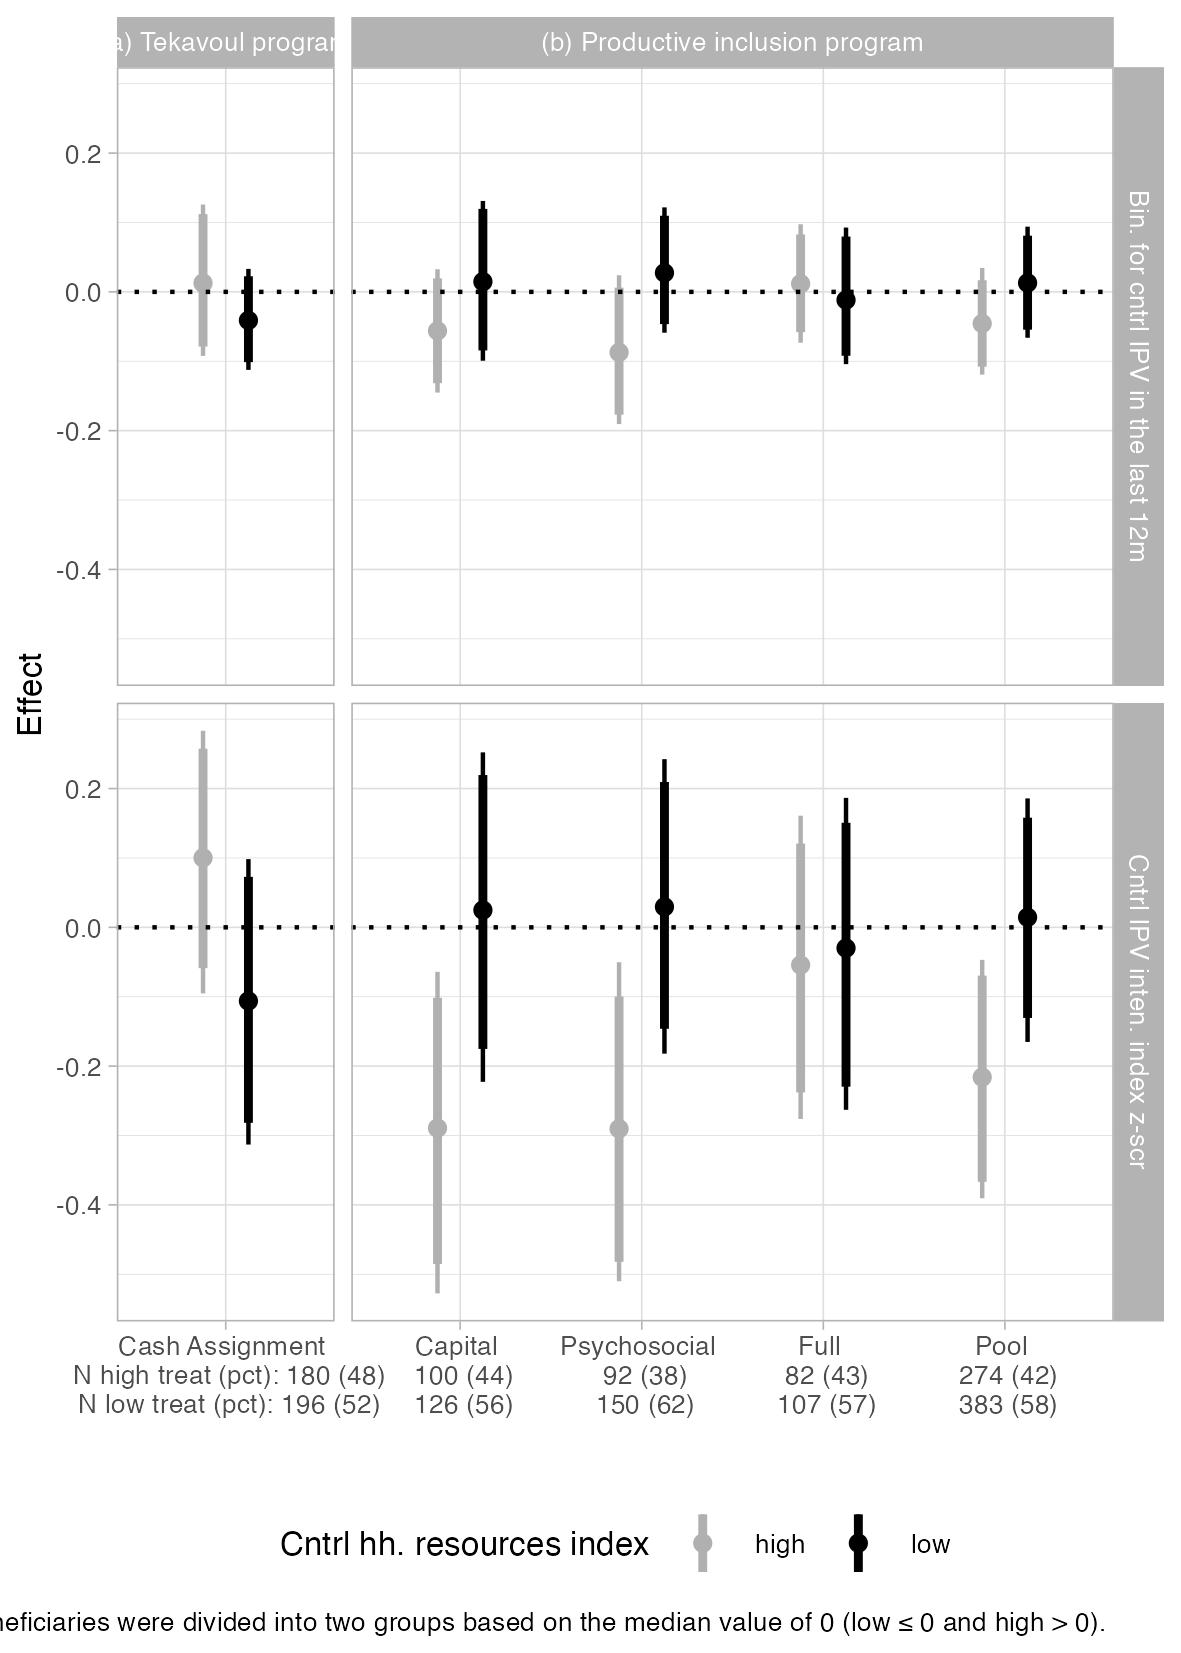 a) Tekavoul progra
(b) Productive inclusion program
Bin. for cntrl IPV in the last 12m
0.2
0.0
-0.2
-0.4
Effect
Cntrl IPV inten. index z-scr
0.2
0.0
-0.2
-0.4
Cash Assignment Capital Psychosocial Full Pool
N high treat (pct): 180 (48) 100 (44) 92 (38) 82 (43) 274 (42)
N low treat (pct): 196 (52) 126 (56) 150 (62) 107 (57) 383 (58)
Cntrl hh. resources index high low
neficiaries were divided into two groups based on the median value of 0 (low ≤ 0 and high > 0).